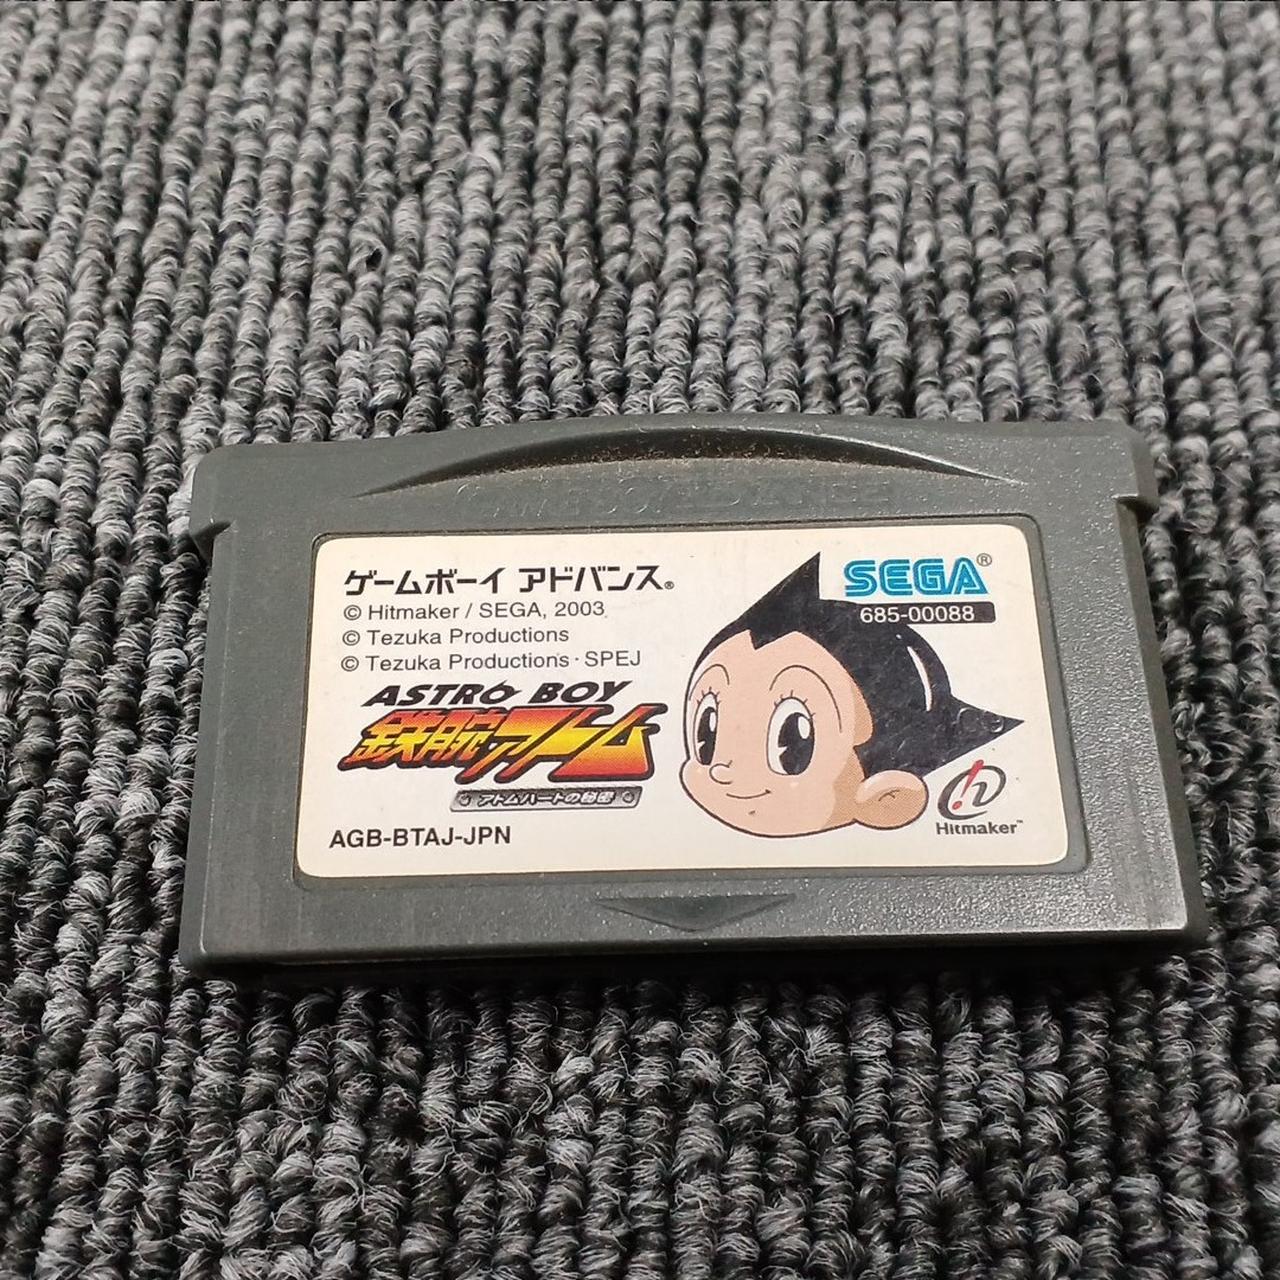 GAME BOY ADVANCE
ゲームボーイ アドバンス®
© Hitmaker / SEGA, 2003
© Tezuka Productions
© Tezuka Productions · SPEJ
ASTRO BOY
鉄腕アトム
アトムハートの秘密
AGB-BTAJ-JPN
SEGA®
685-00088
Hitmaker™